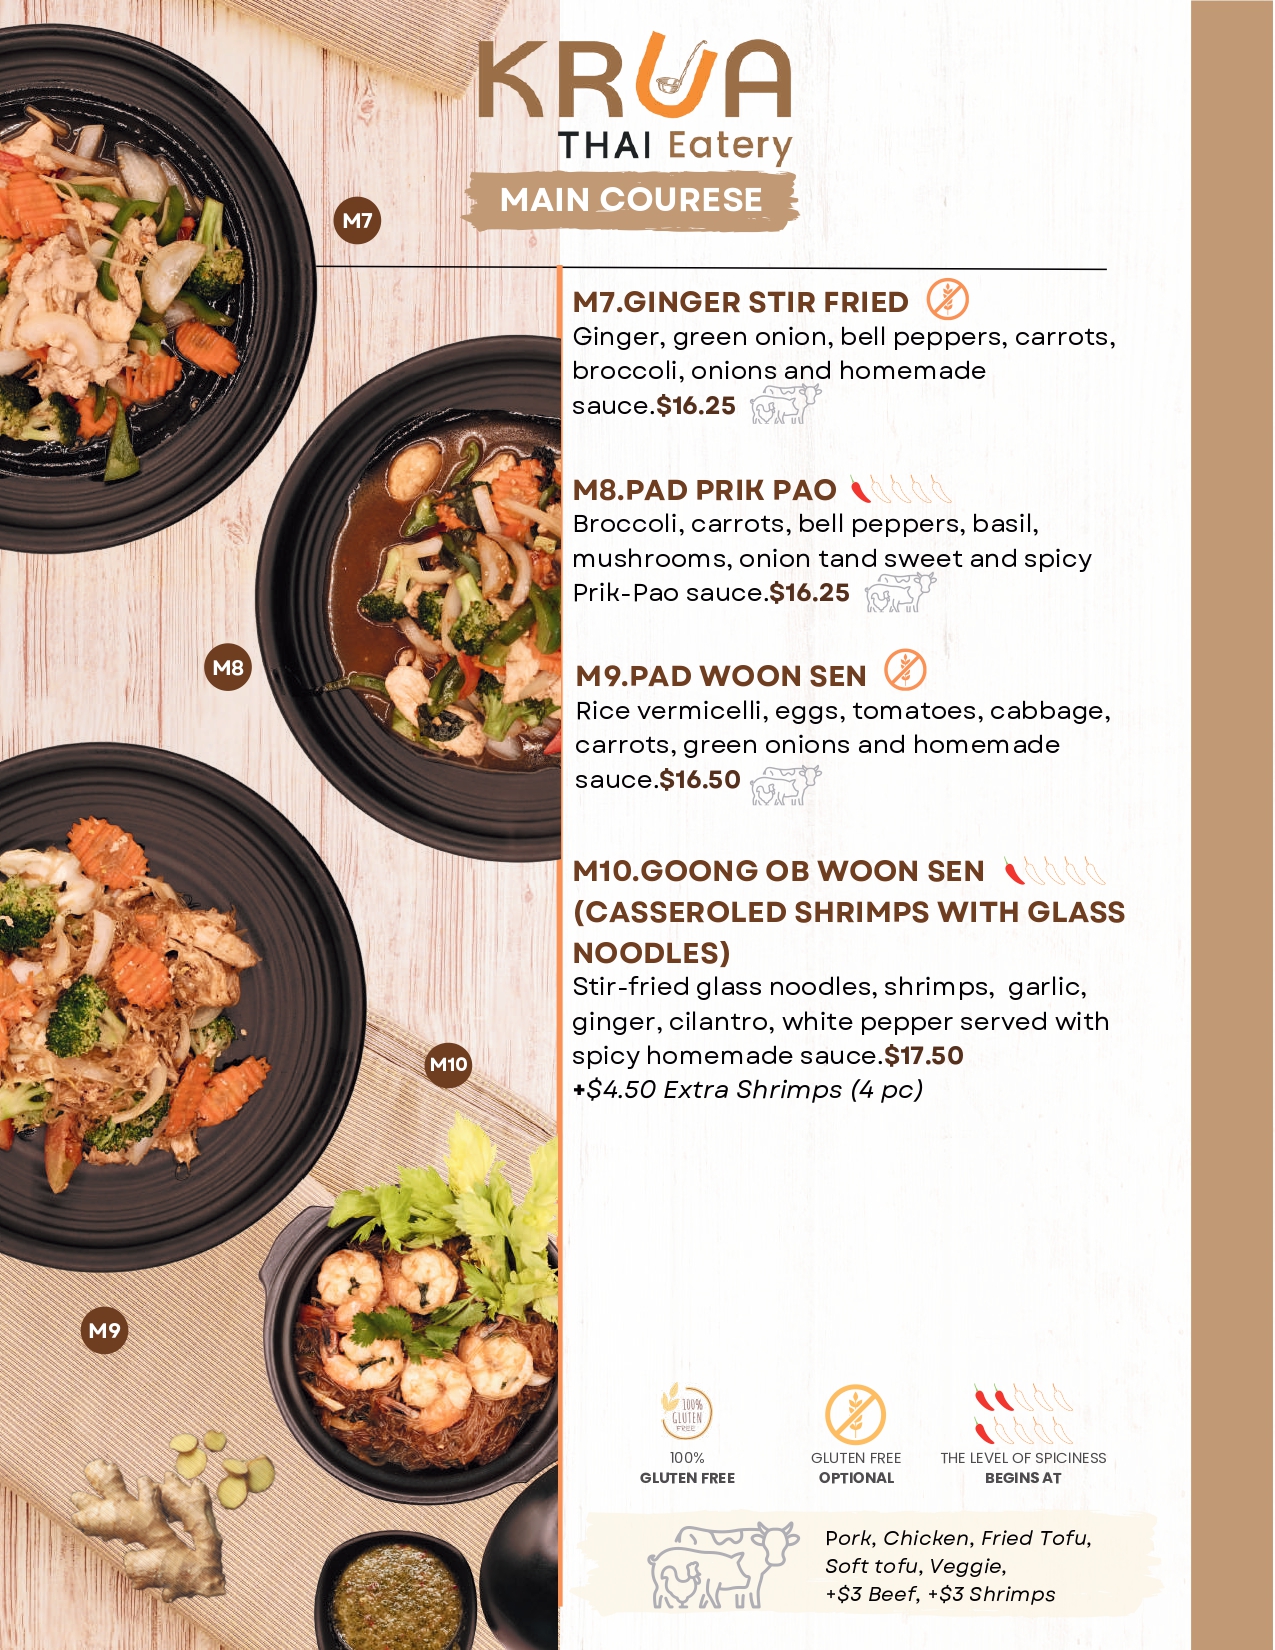 KRUA
THAI Eatery
MAIN COURESE
M7
M7.GINGER STIR FRIED
Ginger, green onion, bell peppers, carrots,
broccoli, onions and homemade
sauce.$16.25
M8.PAD PRIK PAO
Broccoli, carrots, bell peppers, basil,
mushrooms, onion tand sweet and spicy
Prik-Pao sauce.$16.25
M8
M9.PAD WOON SEN
Rice vermicelli, eggs, tomatoes, cabbage,
carrots, green onions and homemade
sauce.$16.50
M10.GOONG OB WOON SEN
(CASSEROLED SHRIMPS WITH GLASS
NOODLES)
Stir-fried glass noodles, shrimps,  garlic,
ginger, cilantro, white pepper served with
spicy homemade sauce.$17.50
+$4.50 Extra Shrimps (4 pc)
M10
M9
100%
GLUTEN
FREE
100%
GLUTEN FREE
GLUTEN FREE
OPTIONAL
THE LEVEL OF SPICINESS
BEGINS AT
Pork, Chicken, Fried Tofu,
Soft tofu, Veggie,
+$3 Beef, +$3 Shrimps